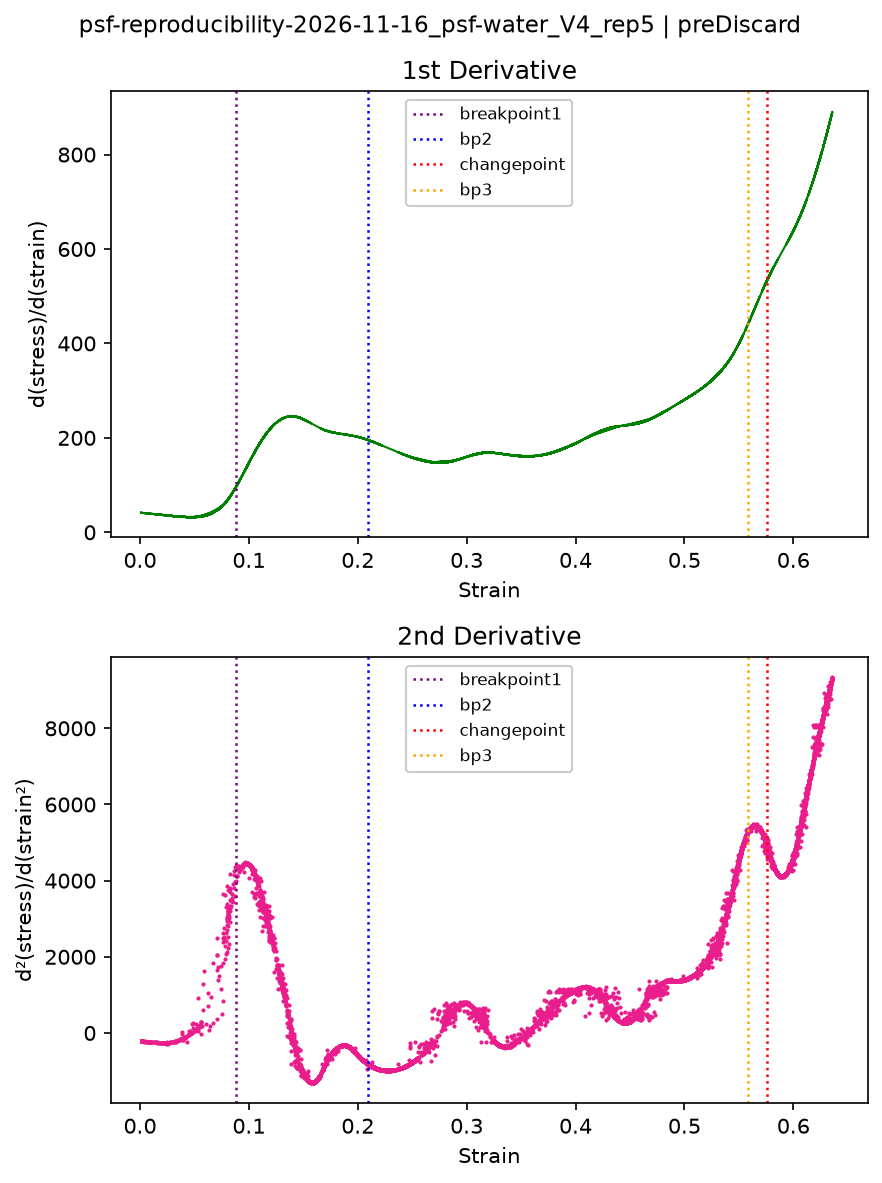 psf-reproducibility-2026-11-16_psf-water_V4_rep5 | preDiscard
1st Derivative
breakpoint1
bp2
changepoint
bp3
d(stress)/d(strain)
800
600
400
200
0
0.0 0.1 0.2 0.3 0.4 0.5 0.6
Strain
2nd Derivative
breakpoint1
bp2
changepoint
bp3
d²(stress)/d(strain²)
8000
6000
4000
2000
0
0.0 0.1 0.2 0.3 0.4 0.5 0.6
Strain